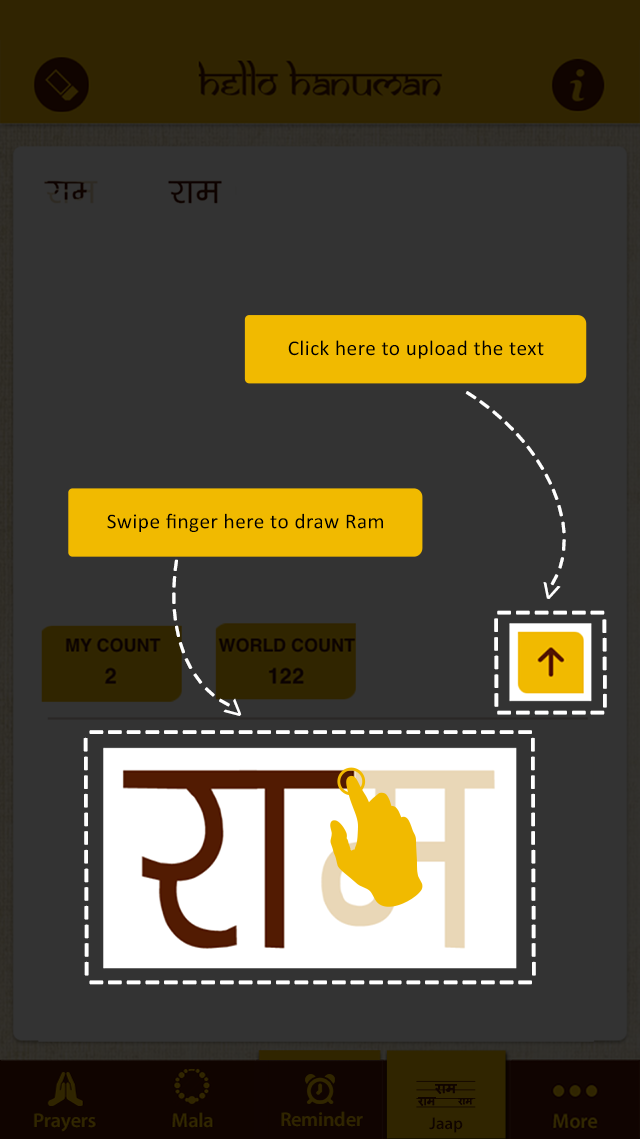 Hello Hanuman
राम राम
Click here to upload the text
Swipe finger here to draw Ram
MY COUNT
2
WORLD COUNT
122
राम
राम
राम राम
Prayers
Mala
Reminder
Jaap
More